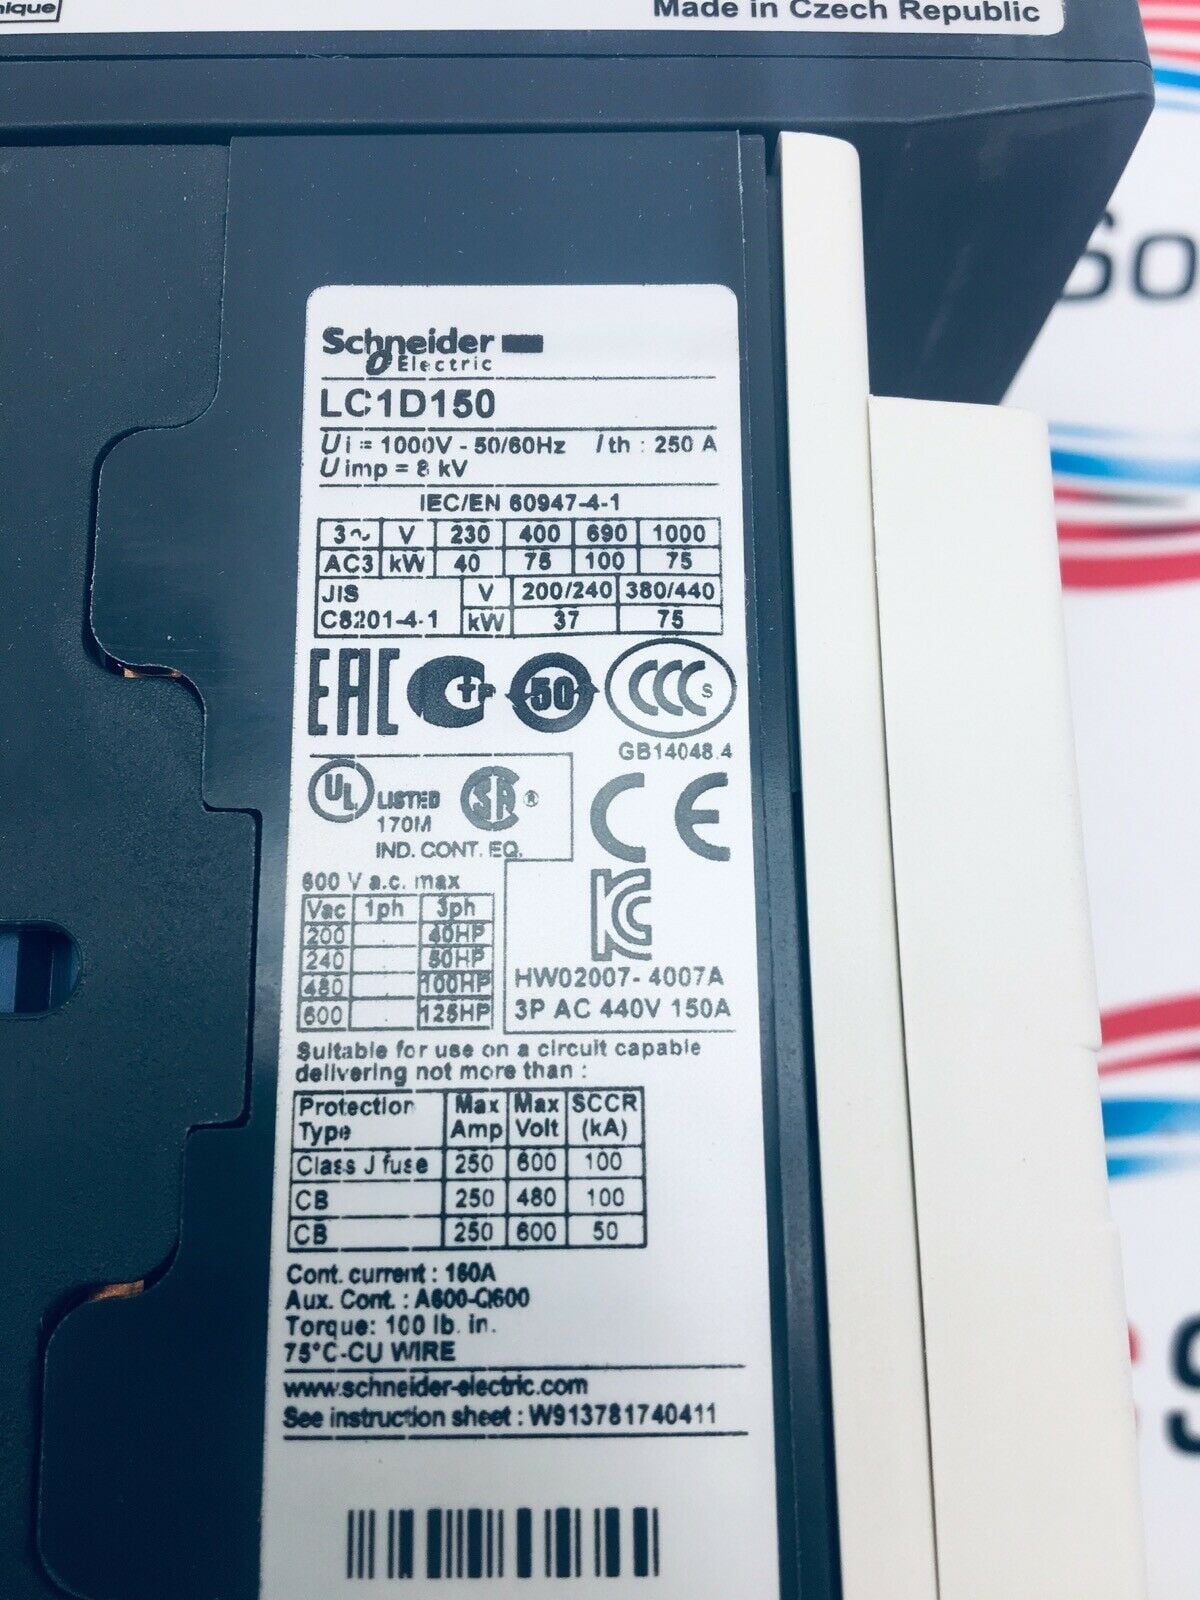 nique
Made in Czech Republic
So
Schneider
Electric
LC1D150
Ui = 1000V - 50/60Hz Ith : 250 A
Uimp = 8 kV
IEC/EN 60947-4-1
3~ V 230 400 690 1000
AC3 kW 40 75 100 75
JIS V 200/240 380/440
C8201-4-1 kW 37 75
EAC C tP 50 CCC S
GB14048.4
UL LISTED SA ®
170M
IND. CONT. EQ.
CE
600 V a.c. max
Vac 1ph 3ph
200 40HP
240 50HP
480 100HP
600 125HP
KC
HW02007-4007A
3P AC 440V 150A
Suitable for use on a circuit capable
delivering not more than :
Protection Max Max SCCR
Type Amp Volt (kA)
Class J fuse 250 600 100
CB 250 480 100
CB 250 600 50
Cont. current : 160A
Aux. Cont. : A600-Q600
Torque: 100 lb. in.
75°C-CU WIRE
www.schneider-electric.com
See instruction sheet : W913781740411
S